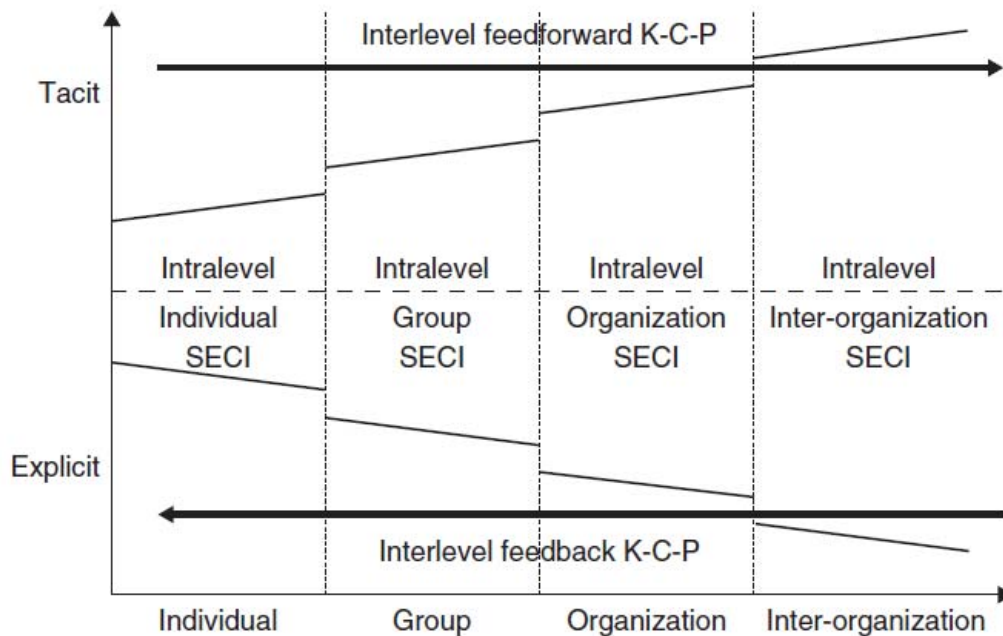 Interlevel feedforward K-C-P
Tacit
Intralevel Intralevel Intralevel Intralevel
Individual Group Organization Inter-organization
SECI SECI SECI SECI
Explicit
Interlevel feedback K-C-P
Individual Group Organization Inter-organization